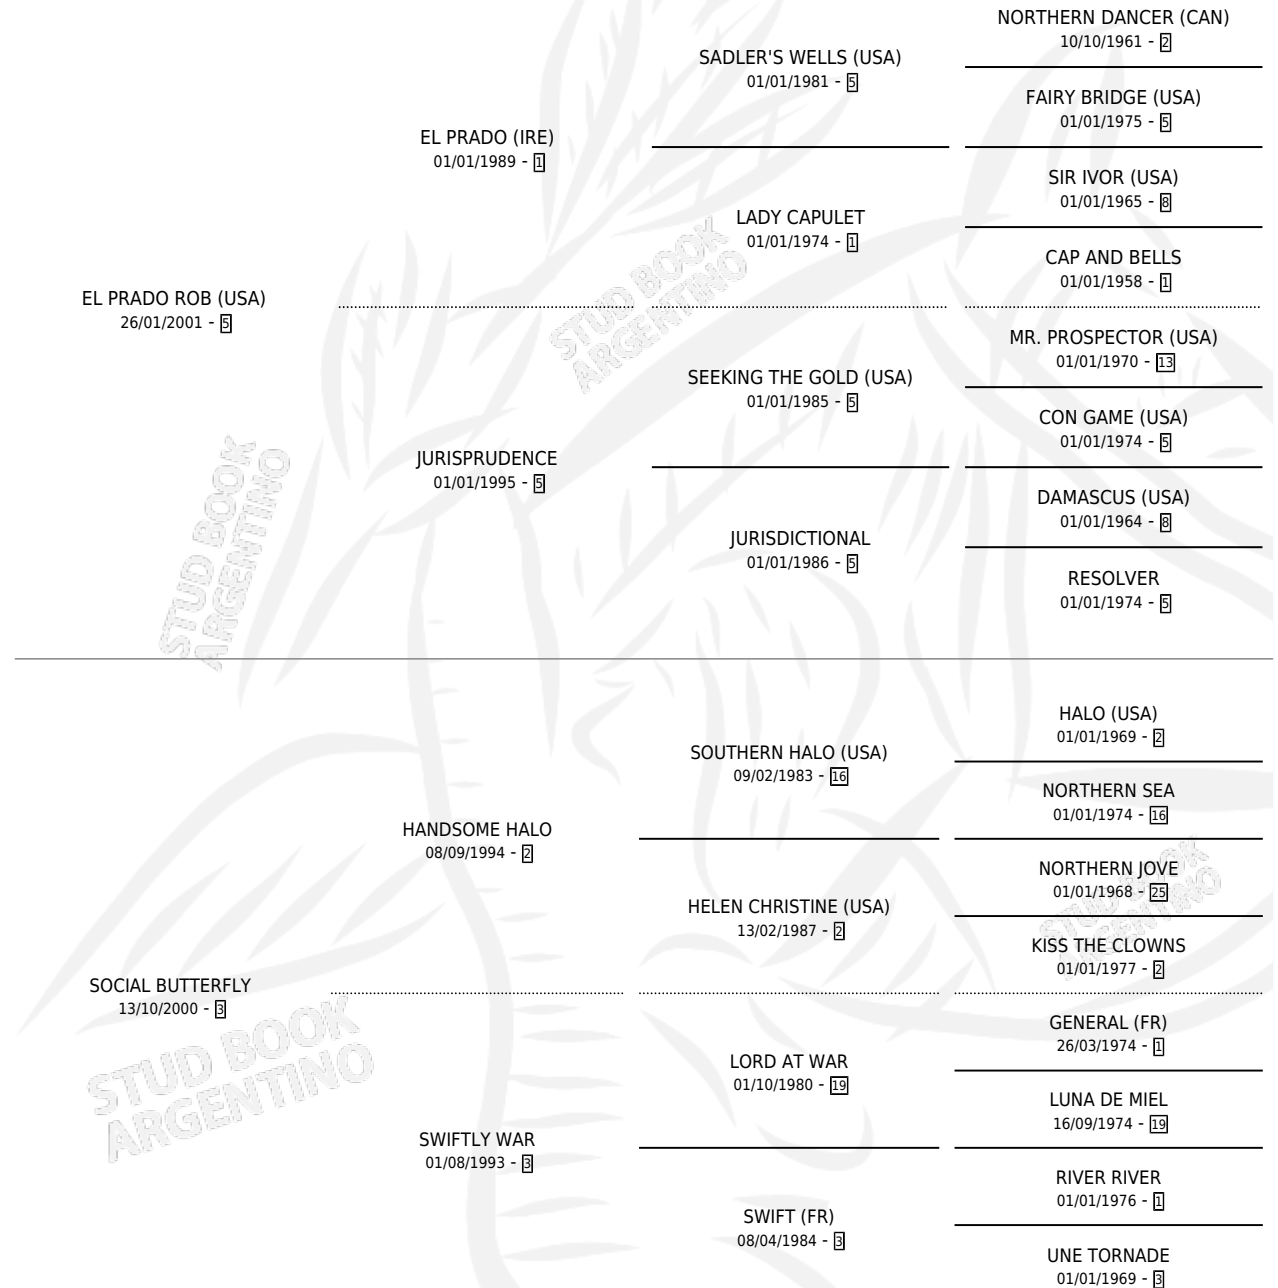 NORTHERN DANCER (CAN)
10/10/1961 - 2
SADLER'S WELLS (USA)
01/01/1981 - 5
FAIRY BRIDGE (USA)
01/01/1975 - 5
EL PRADO (IRE)
01/01/1989 - 1
SIR IVOR (USA)
01/01/1965 - 8
LADY CAPULET
01/01/1974 - 1
CAP AND BELLS
01/01/1958 - 1
EL PRADO ROB (USA)
26/01/2001 - 5
MR. PROSPECTOR (USA)
01/01/1970 - 13
SEEKING THE GOLD (USA)
01/01/1985 - 5
CON GAME (USA)
01/01/1974 - 5
JURISPRUDENCE
01/01/1995 - 5
DAMASCUS (USA)
01/01/1964 - 8
JURISDICTIONAL
01/01/1986 - 5
RESOLVER
01/01/1974 - 5
HALO (USA)
01/01/1969 - 2
SOUTHERN HALO (USA)
09/02/1983 - 16
NORTHERN SEA
01/01/1974 - 16
HANDSOME HALO
08/09/1994 - 2
NORTHERN JOVE
01/01/1968 - 25
HELEN CHRISTINE (USA)
13/02/1987 - 2
KISS THE CLOWNS
01/01/1977 - 2
SOCIAL BUTTERFLY
13/10/2000 - 3
GENERAL (FR)
26/03/1974 - 1
LORD AT WAR
01/10/1980 - 19
LUNA DE MIEL
16/09/1974 - 19
SWIFTLY WAR
01/08/1993 - 3
RIVER RIVER
01/01/1976 - 1
SWIFT (FR)
08/04/1984 - 3
UNE TORNADE
01/01/1969 - 3
STUD BOOK
ARGENTINO
STUD BOOK
ARGENTINO
STUD BOOK
ARGENTINO
STUD BOOK
ARGENTINO